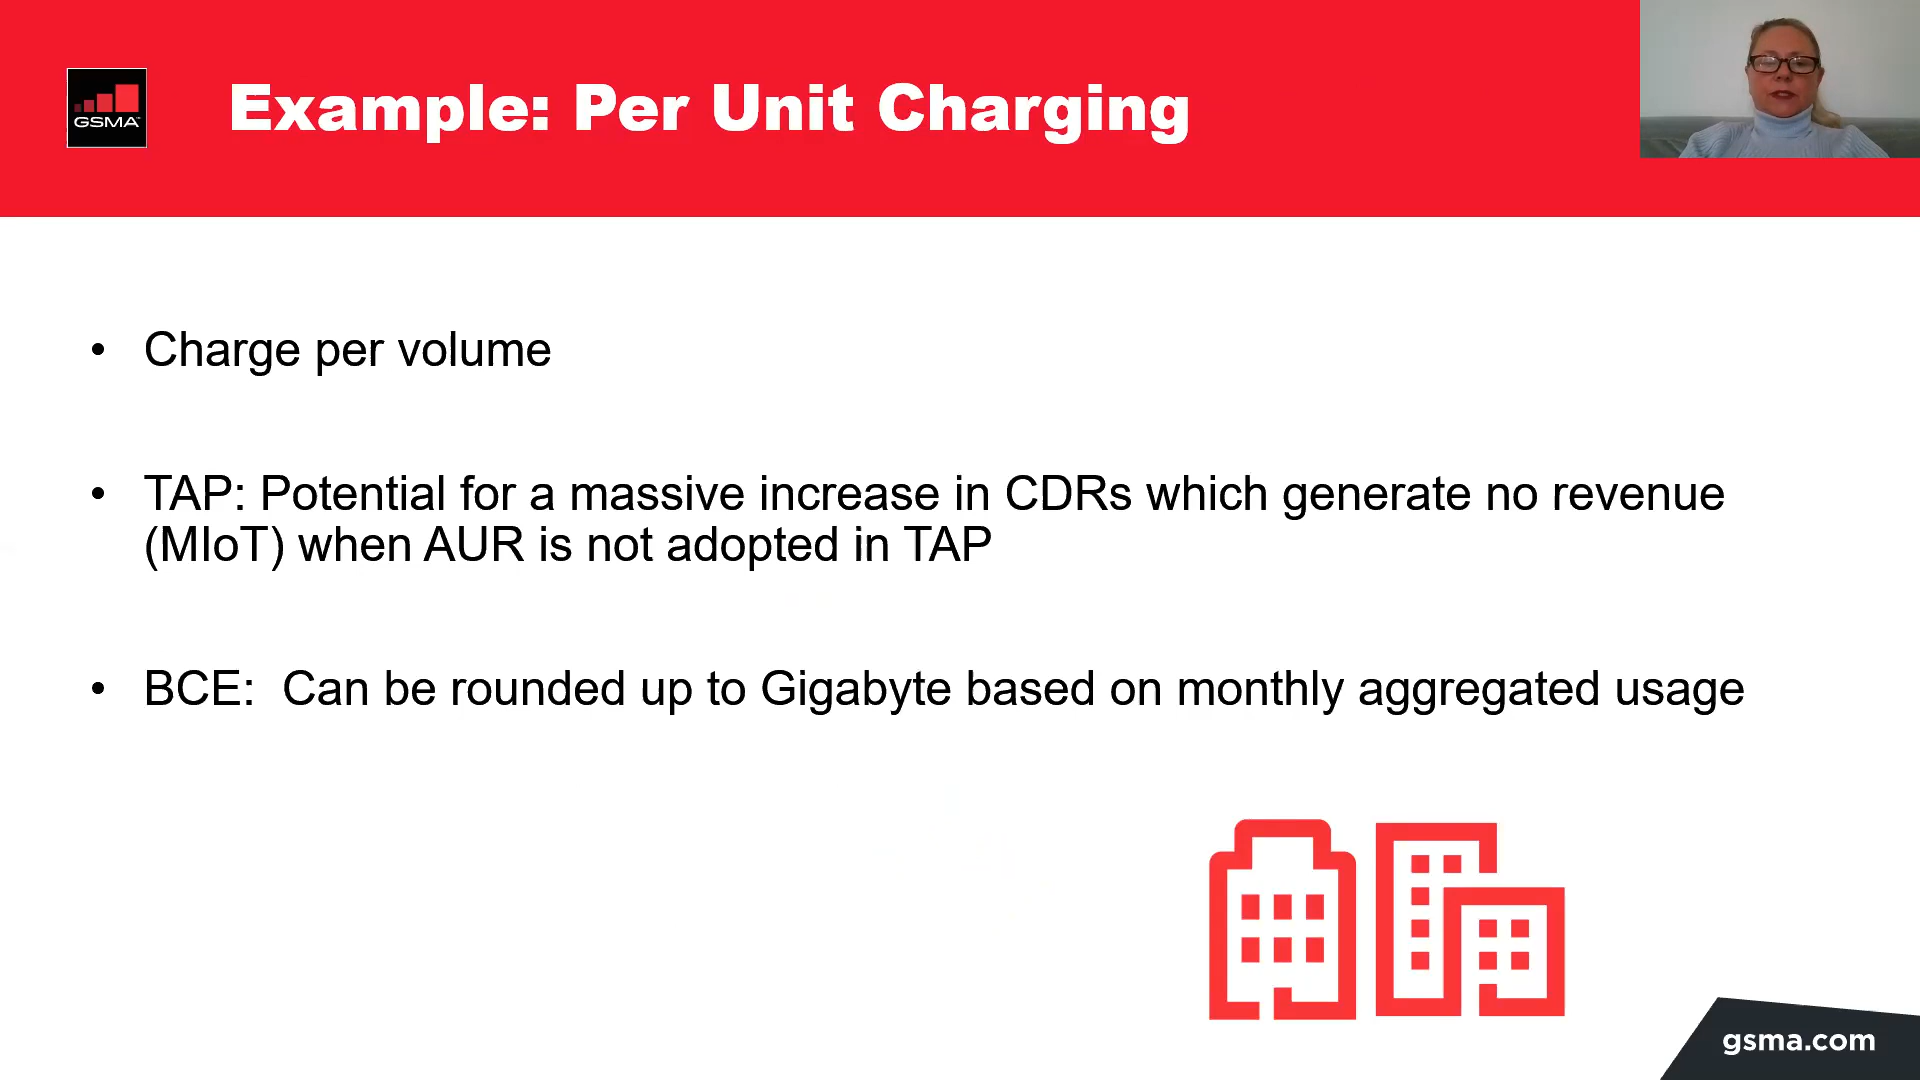 GSMA
Example: Per Unit Charging
• Charge per volume
• TAP: Potential for a massive increase in CDRs which generate no revenue
(MIoT) when AUR is not adopted in TAP
• BCE:  Can be rounded up to Gigabyte based on monthly aggregated usage
gsma.com